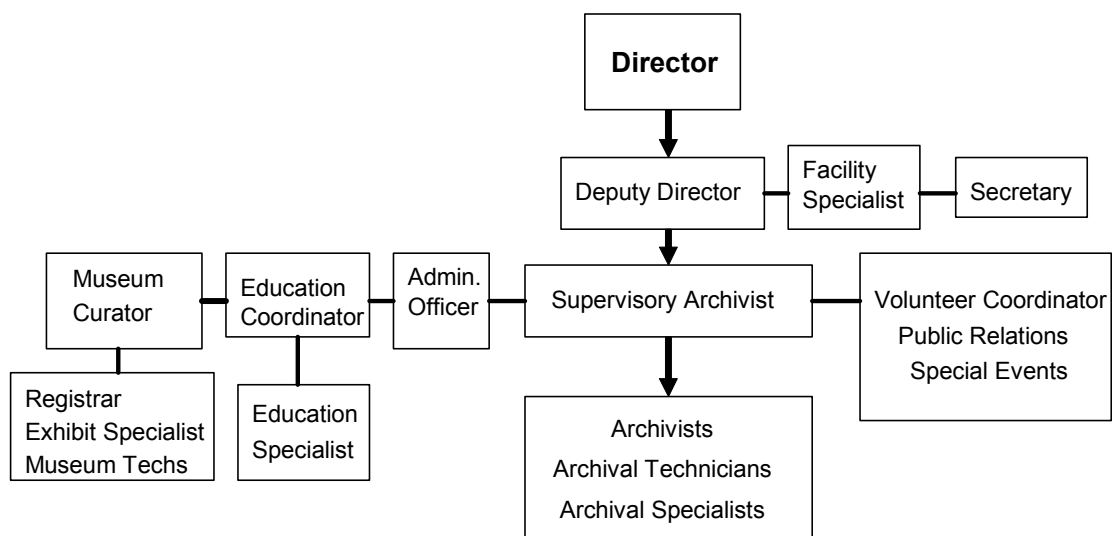 Director
Deputy Director
Facility
Specialist
Secretary
Museum
Curator
Education
Coordinator
Admin.
Officer
Supervisory Archivist
Volunteer Coordinator
Public Relations
Special Events
Registrar
Exhibit Specialist
Museum Techs
Education
Specialist
Archivists
Archival Technicians
Archival Specialists